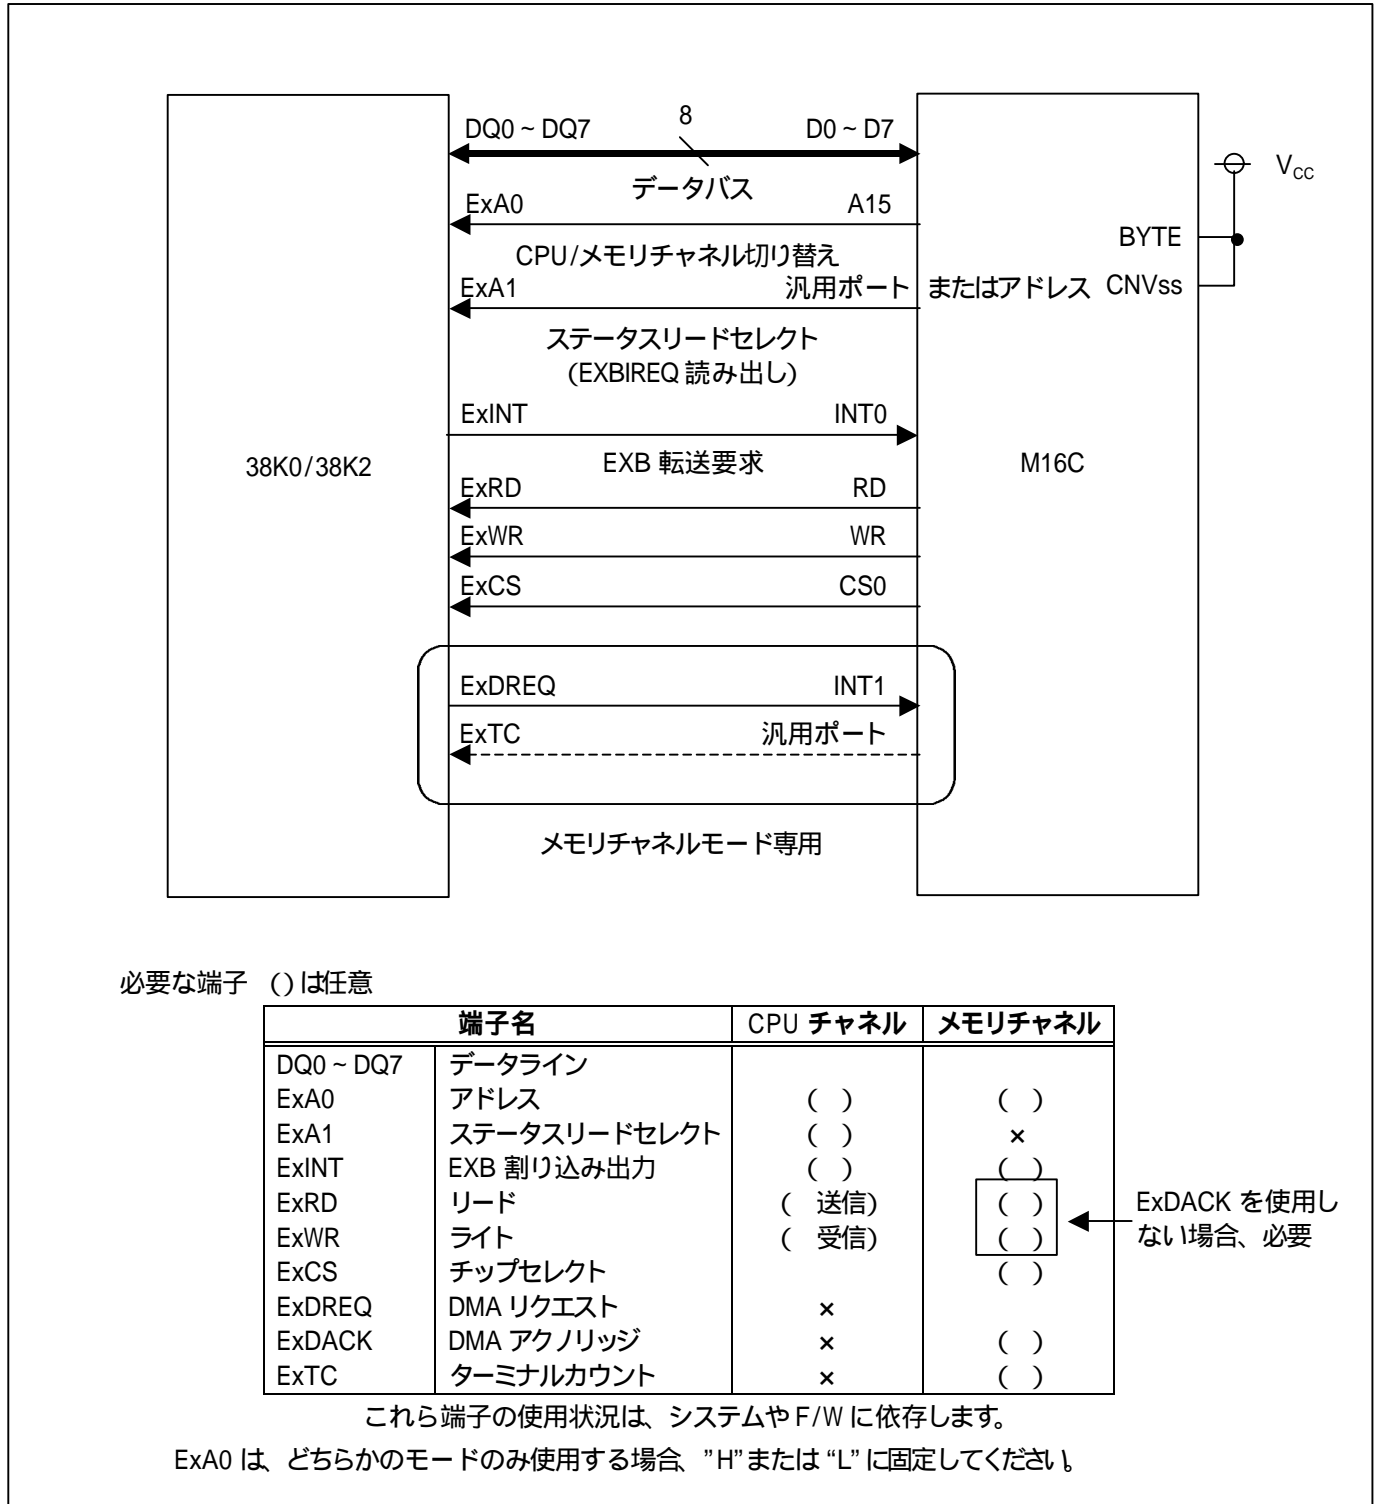 8
DQ0 ~ DQ7 D0 ~ D7
データバス
VCC
ExA0 A15
BYTE
CPU/メモリチャネル切り替え
ExA1 汎用ポート またはアドレス CNVss
ステータスリードセレクト
(EXBIREQ 読み出し)
ExINT INT0
38K0/38K2 EXB 転送要求 M16C
ExRD RD
ExWR WR
ExCS CS0
ExDREQ INT1
ExTC 汎用ポート
メモリチャネルモード専用
必要な端子 ( ) は任意
端子名 CPU チャネル メモリチャネル
DQ0 ~ DQ7 データライン
ExA0 アドレス ( ) ( )
ExA1 ステータスリードセレクト ( ) ×
ExINT EXB 割り込み出力 ( ) ( )
ExRD リード ( 送信) ( )
ExWR ライト ( 受信) ( )
ExCS チップセレクト ( )
ExDREQ DMA リクエスト ×
ExDACK DMA アクノリッジ × ( )
ExTC ターミナルカウント × ( )
ExDACK を使用し
ない場合、必要
これら端子の使用状況は、システムや F/W に依存します。
ExA0 は、どちらかのモードのみ使用する場合、”H”または “L” に固定してください。